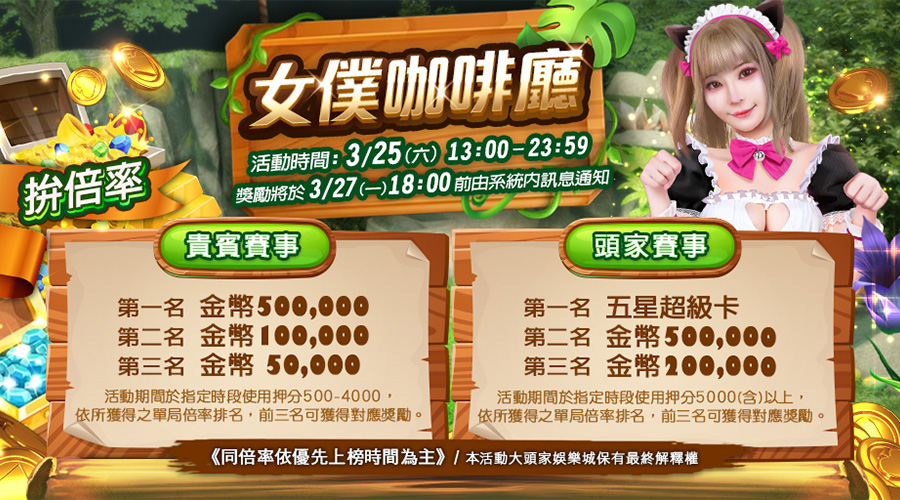 女僕咖啡廳
活動時間：3/25(六) 13:00-23:59
獎勵將於 3/27(一)18:00 前由系統內訊息通知
拚倍率
貴賓賽事
第一名 金幣500,000
第二名 金幣100,000
第三名 金幣 50,000
活動期間於指定時段使用押分500-4000，
依所獲得之單局倍率排名，前三名可獲得對應獎勵。
頭家賽事
第一名 五星超級卡
第二名 金幣500,000
第三名 金幣200,000
活動期間於指定時段使用押分5000(含)以上，
依所獲得之單局倍率排名，前三名可獲得對應獎勵。
《同倍率依優先上榜時間為主》/ 本活動大頭家娛樂城保有最終解釋權